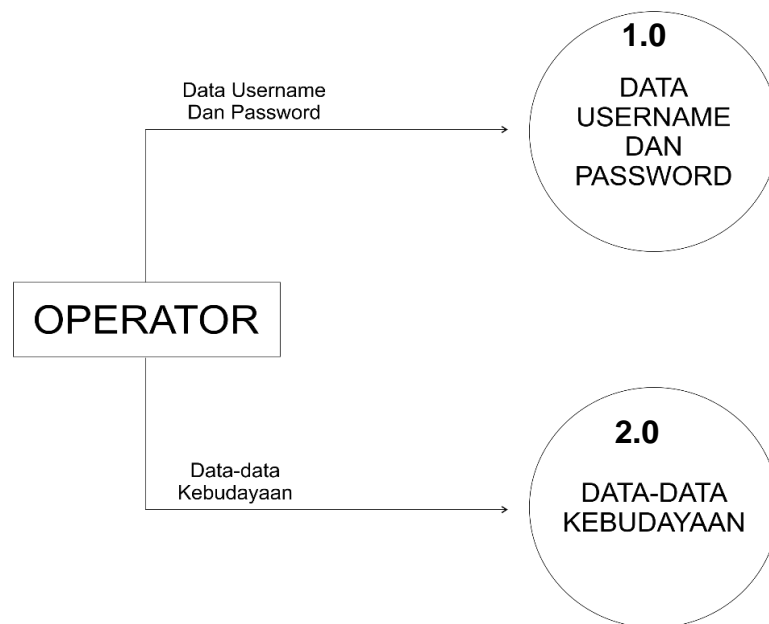 1.0
DATA
USERNAME
DAN
PASSWORD
Data Username
Dan Password
OPERATOR
Data-data
Kebudayaan
2.0
DATA-DATA
KEBUDAYAAN